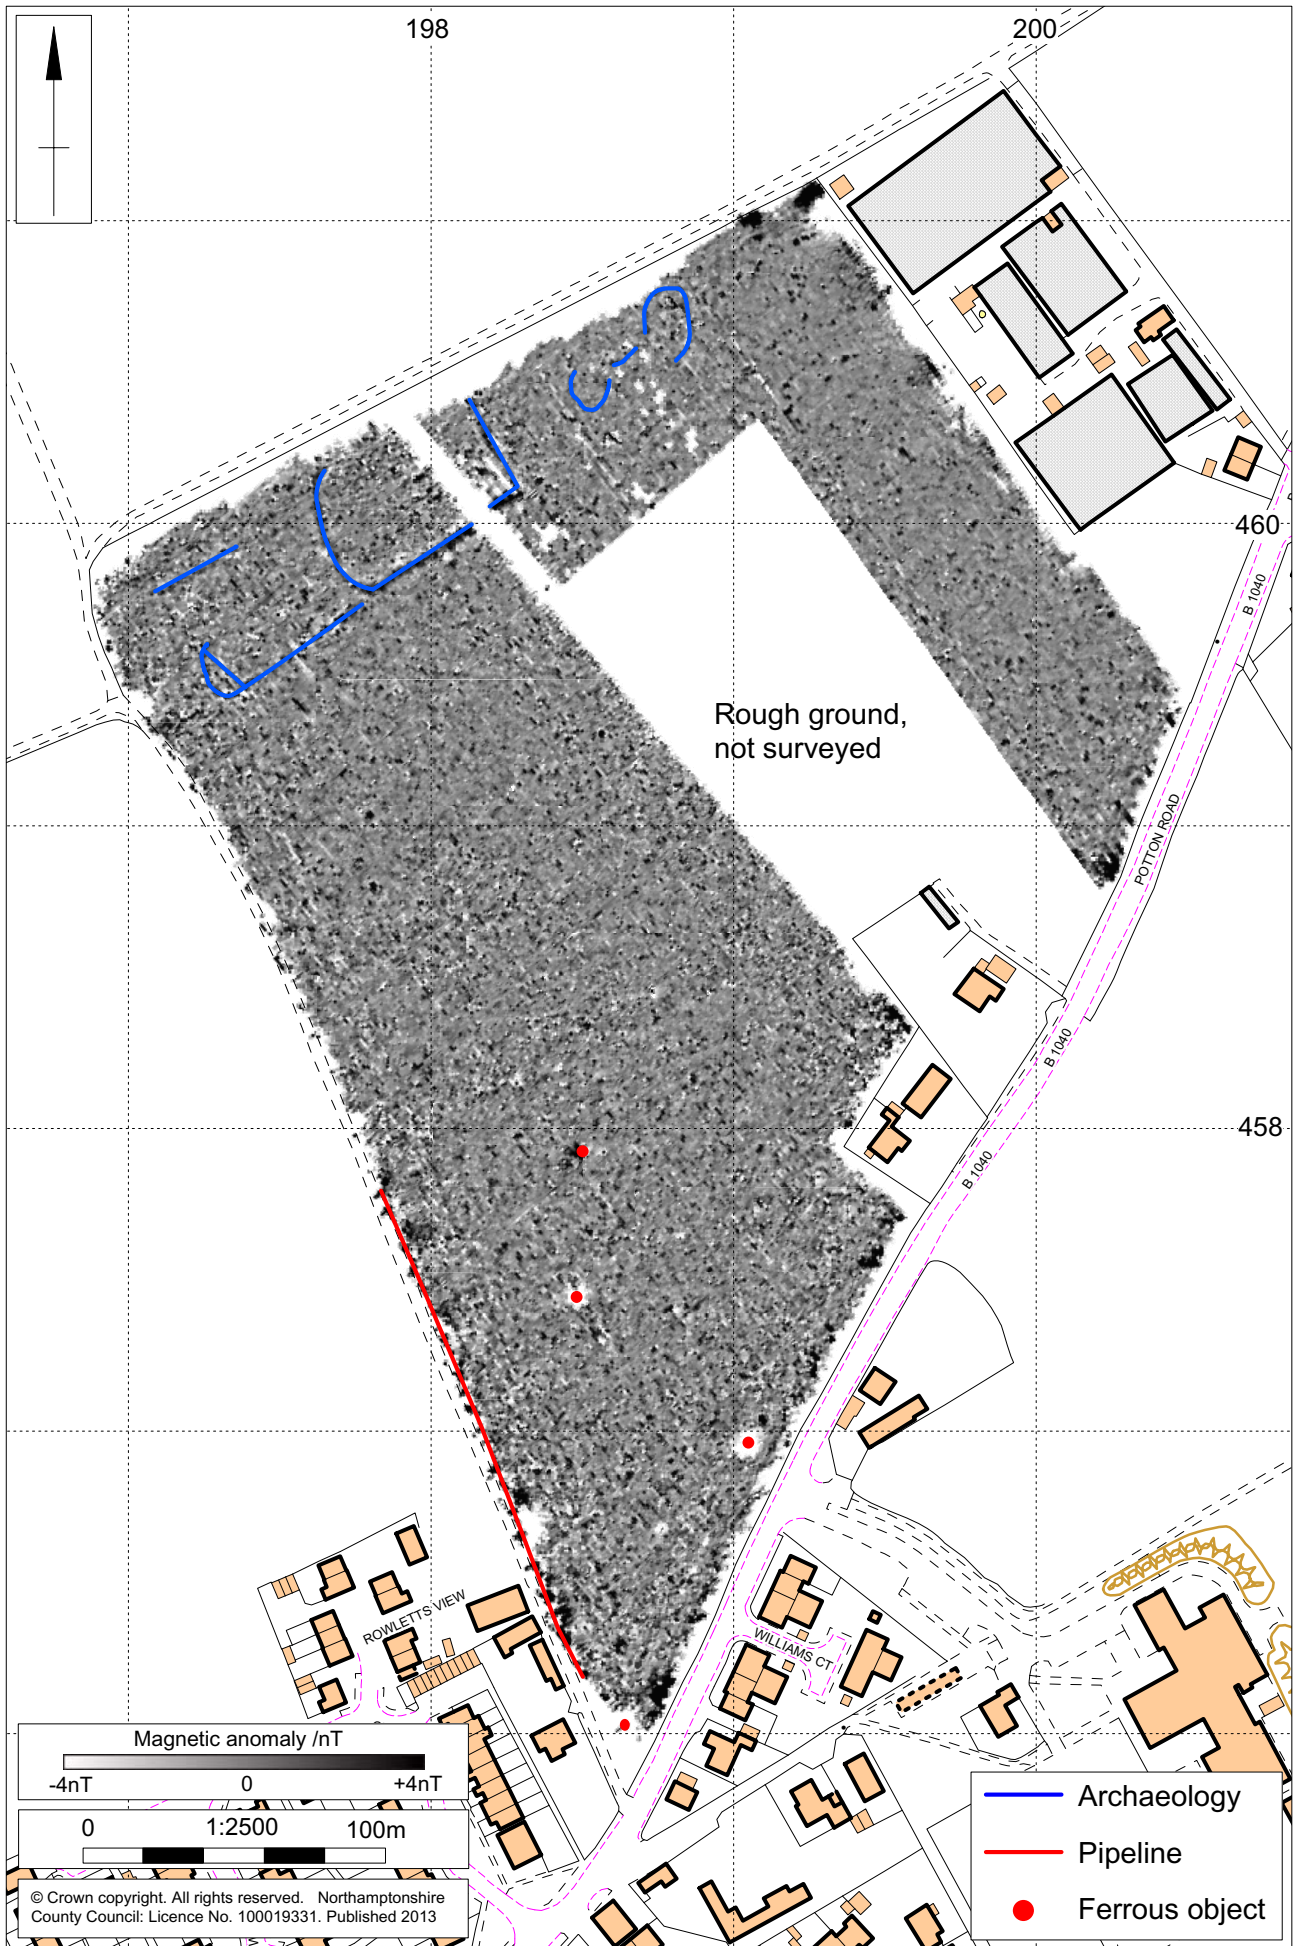 198
200
460
B 1040
Rough ground,
not surveyed
POTTON ROAD
B 1040
458
B 1040
ROWLETTS VIEW
WILLIAMS CT
Magnetic anomaly /nT
-4nT 0 +4nT
0 1:2500 100m
© Crown copyright. All rights reserved. Northamptonshire
County Council: Licence No. 100019331. Published 2013
Archaeology
Pipeline
Ferrous object